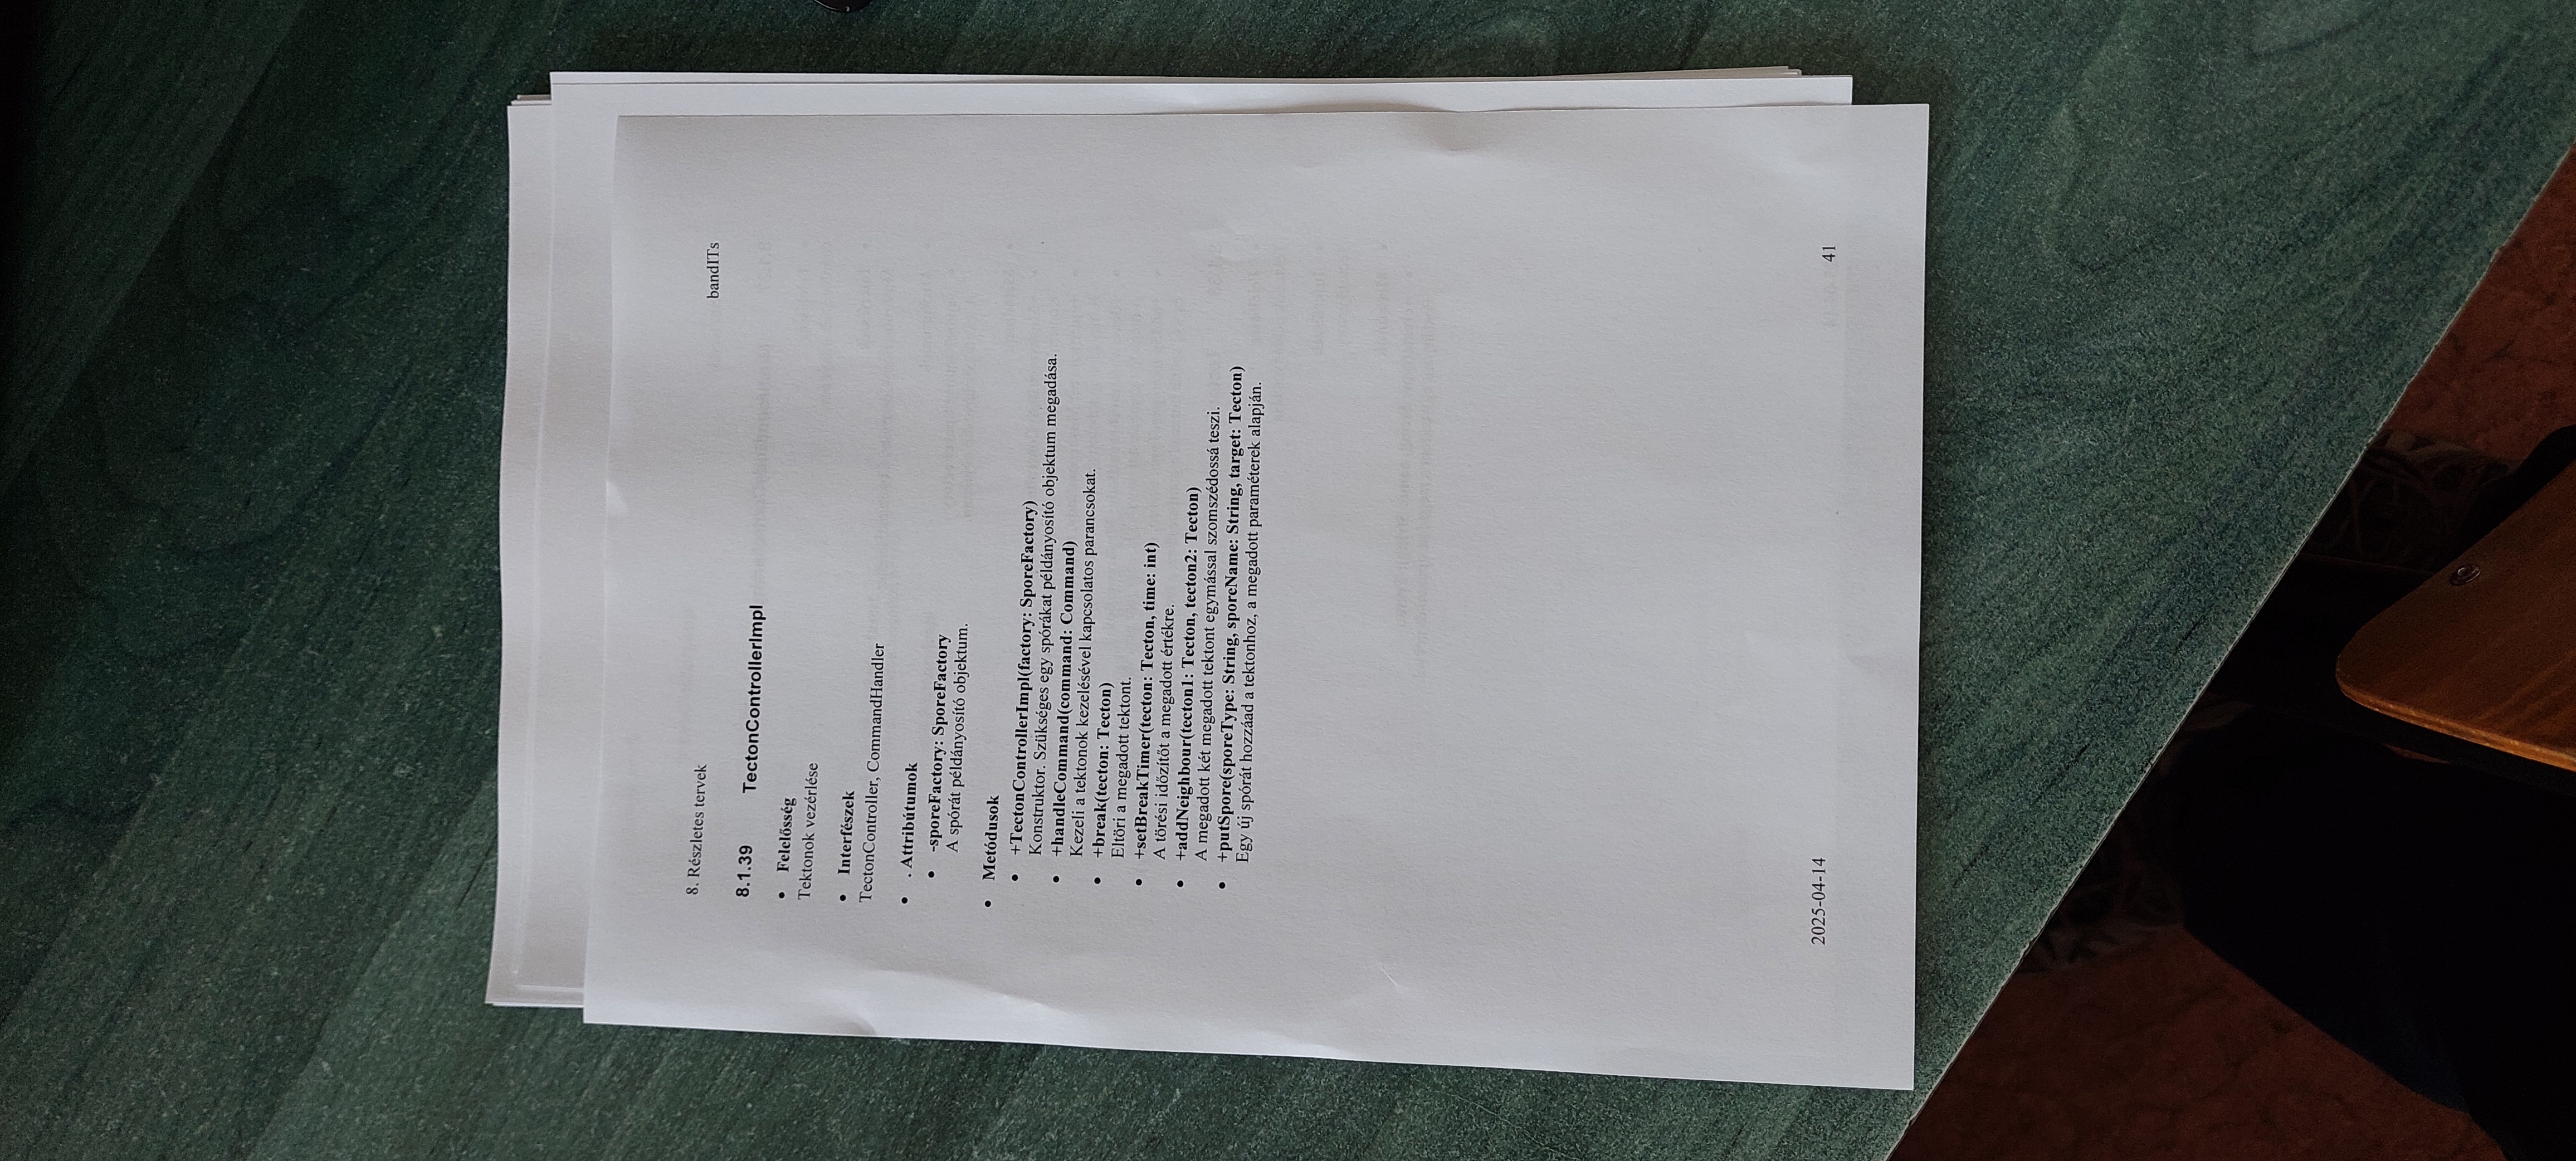 8. Részletes tervek
bandITs
8.1.39 TectonControllerImpl
• Felelősség
Tektonok vezérlése
• Interfészek
TectonController, CommandHandler
• . Attribútumok
• -sporeFactory: SporeFactory
A spórát példányosító objektum.
• Metódusok
• +TectonControllerImpl(factory: SporeFactory)
Konstruktor. Szükséges egy spórákat példányosító objektum megadása.
• +handleCommand(command: Command)
Kezeli a tektonok kezelésével kapcsolatos parancsokat.
• +break(tecton: Tecton)
Eltöri a megadott tektont.
• +setBreakTimer(tecton: Tecton, time: int)
A törési időzítőt a megadott értékre.
• +addNeighbour(tecton1: Tecton, tecton2: Tecton)
A megadott két megadott tektont egymással szomszédossá teszi.
• +putSpore(sporeType: String, sporeName: String, target: Tecton)
Egy új spórát hozzáad a tektonhoz, a megadott paraméterek alapján.
2025-04-14
41